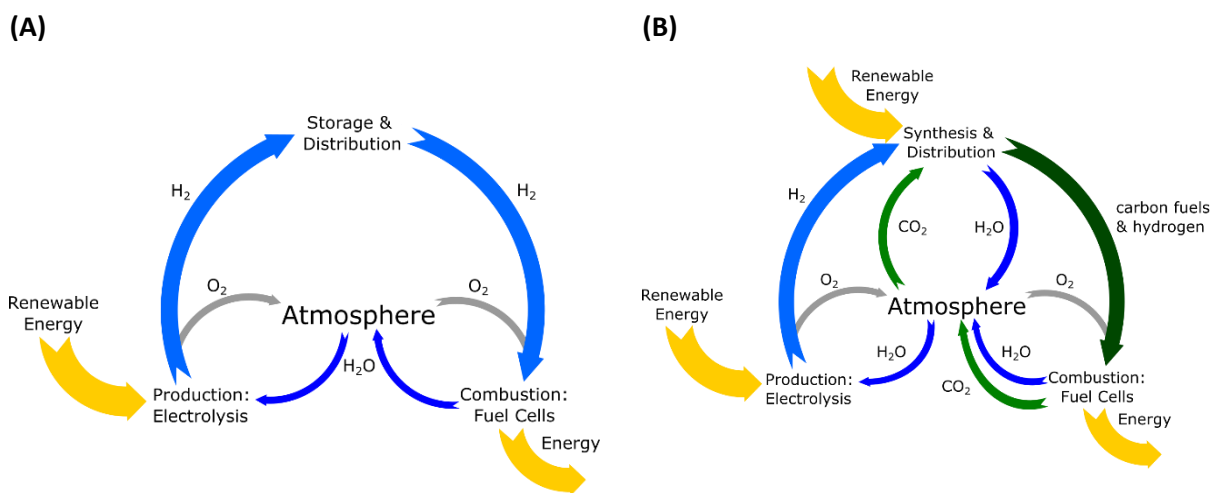 (A)
Storage &
Distribution
H₂
H₂
O₂
O₂
Renewable
Energy
Atmosphere
H₂O
Production:
Electrolysis
Combustion:
Fuel Cells
Energy
(B)
Renewable
Energy
Synthesis &
Distribution
H₂
carbon fuels
& hydrogen
CO₂
H₂O
O₂
O₂
Renewable
Energy
Atmosphere
H₂O
H₂O
CO₂
Production:
Electrolysis
Combustion:
Fuel Cells
Energy